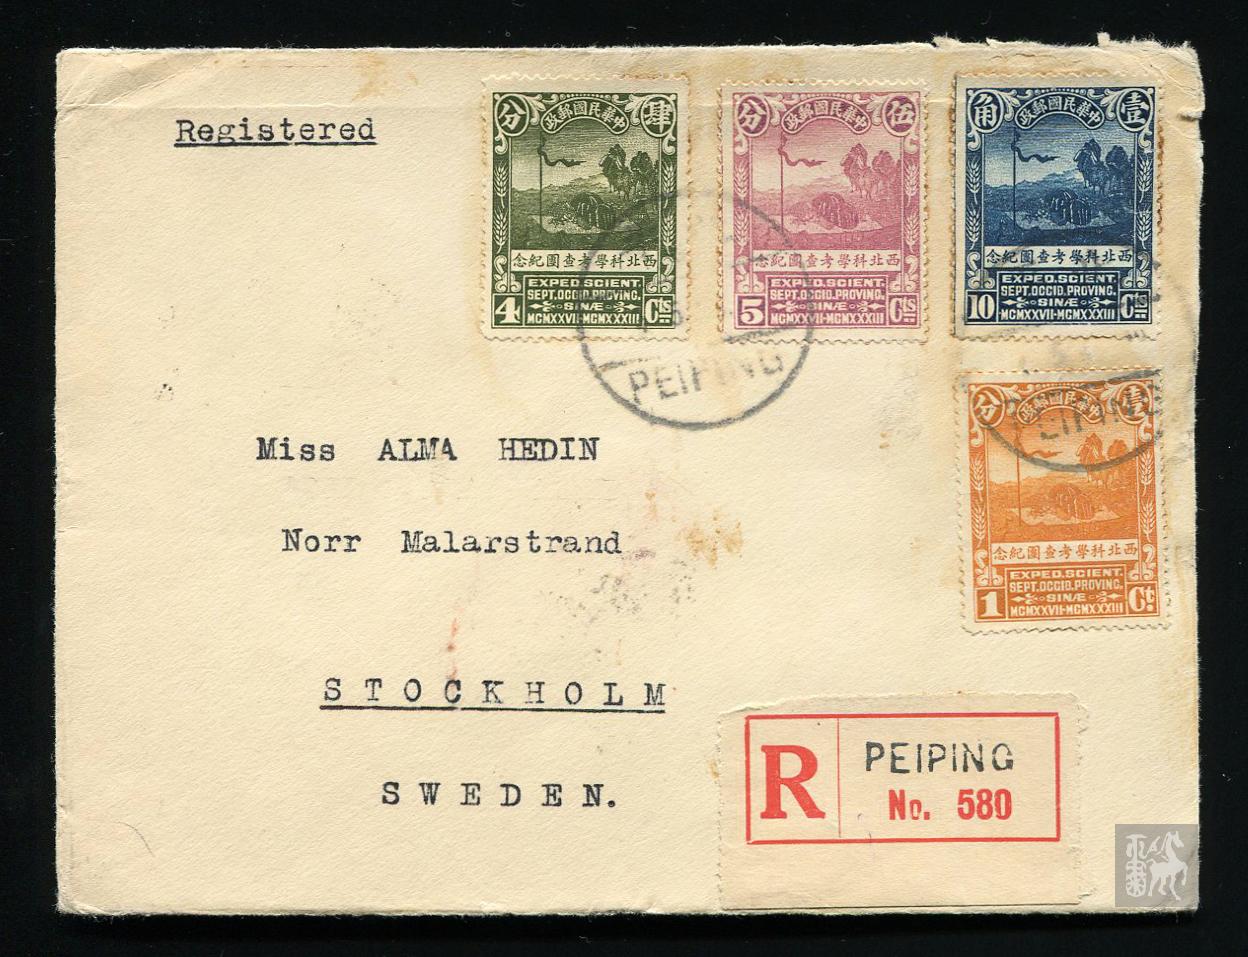 Registered
分 中華民國郵政 肆
西北科學考查團紀念
EXPED.SCIENT.
SEPT.OCCID.PROVINC.
SINÆ
4 MCMXXVII-MCMXXXIII Cts
分 中華民國郵政 伍
西北科學考查團紀念
EXPED.SCIENT.
SEPT.OCCID.PROVINC.
SINÆ
5 MCMXXVII-MCMXXXIII Cts
角 中華民國郵政 壹
西北科學考查團紀念
EXPED.SCIENT.
SEPT.OCCID.PROVINC.
SINÆ
10 MCMXXVII-MCMXXXIII Cts
PEIPING
分 中華民國郵政 壹
PEIPING
西北科學考查團紀念
EXPED.SCIENT.
SEPT.OCCID.PROVINC.
SINÆ
1 MCMXXVII-MCMXXXIII Ct
Miss ALMA HEDIN
Norr Malarstrand
STOCKHOLM
SWEDEN.
R PEIPING
No. 580